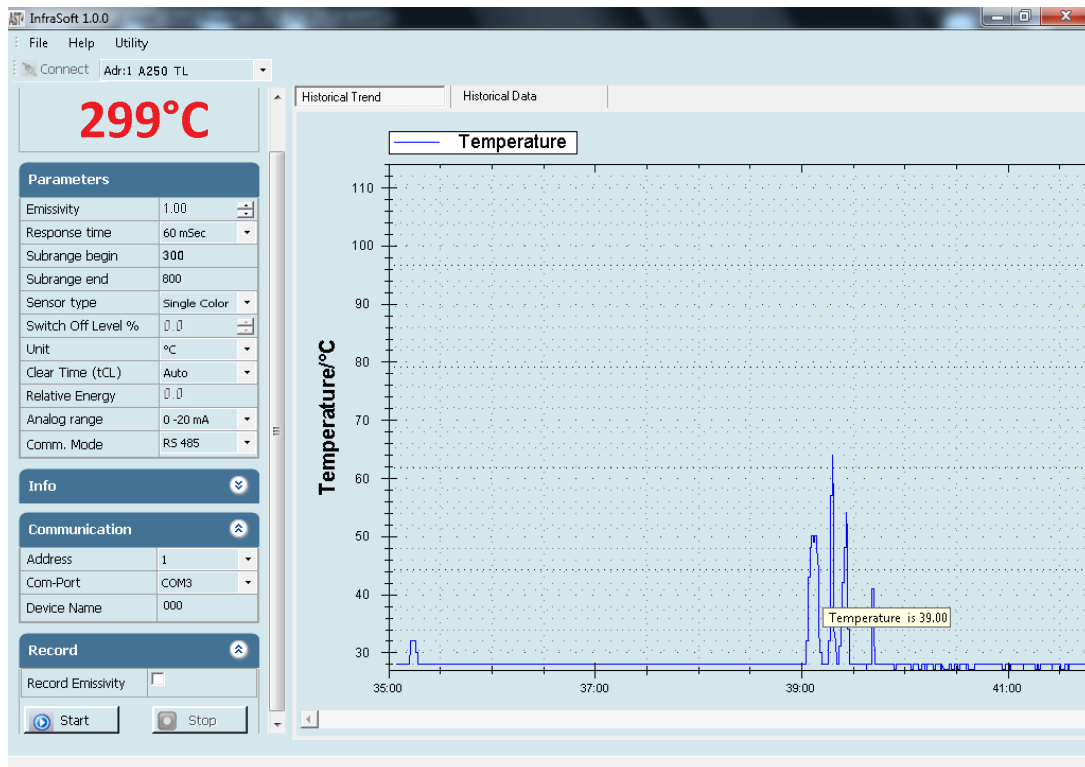 AST InfraSoft 1.0.0
File Help Utility
Connect Adr:1 A250 TL
299°C
Historical Trend Historical Data
Temperature
Parameters
Emissivity 1.00
Response time 60 mSec
Subrange begin 300
Subrange end 800
Sensor type Single Color
Switch Off Level % 0.0
Unit °C
Clear Time (tCL) Auto
Relative Energy 0.0
Analog range 0 -20 mA
Comm. Mode RS 485
Info
Communication
Address 1
Com-Port COM3
Device Name 000
Record
Record Emissivity
Start Stop
Temperature/°C
110
100
90
80
70
60
50
40
30
Temperature is 39.00
35:00 37:00 39:00 41:00